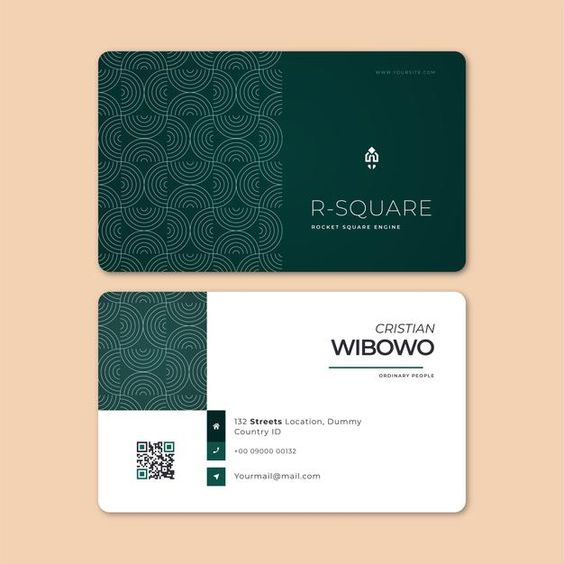 WWW.YOURSITE.COM
R-SQUARE
ROCKET SQUARE ENGINE
CRISTIAN
WIBOWO
ORDINARY PEOPLE
132 Streets Location, Dummy
Country ID
+00 09000 00132
Yourmail@mail.com